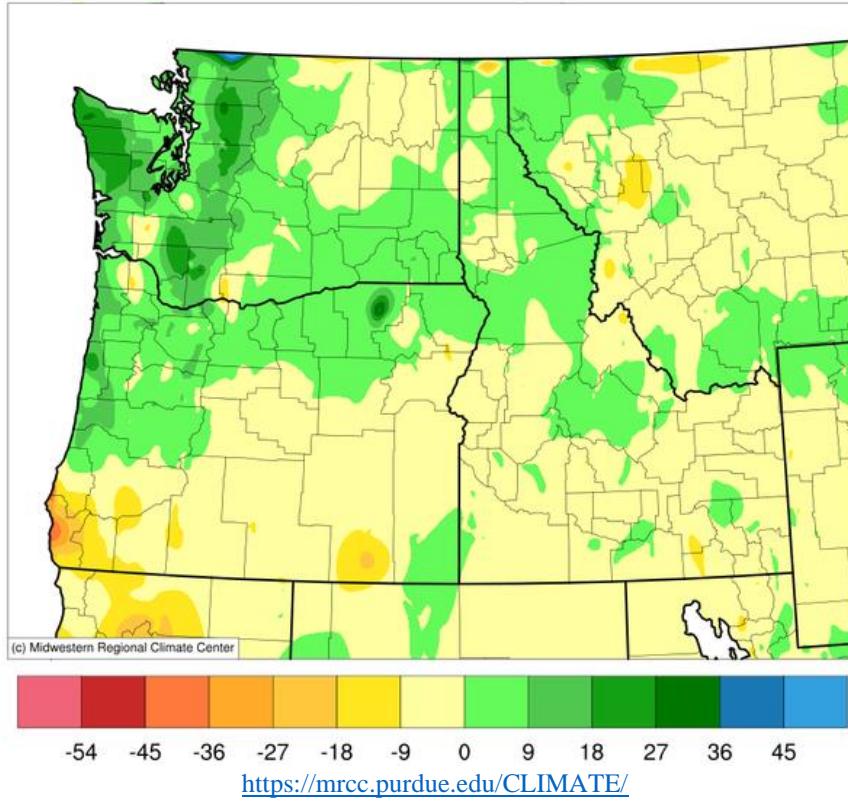 (c) Midwestern Regional Climate Center
-54 -45 -36 -27 -18 -9 0 9 18 27 36 45
https://mrcc.purdue.edu/CLIMATE/